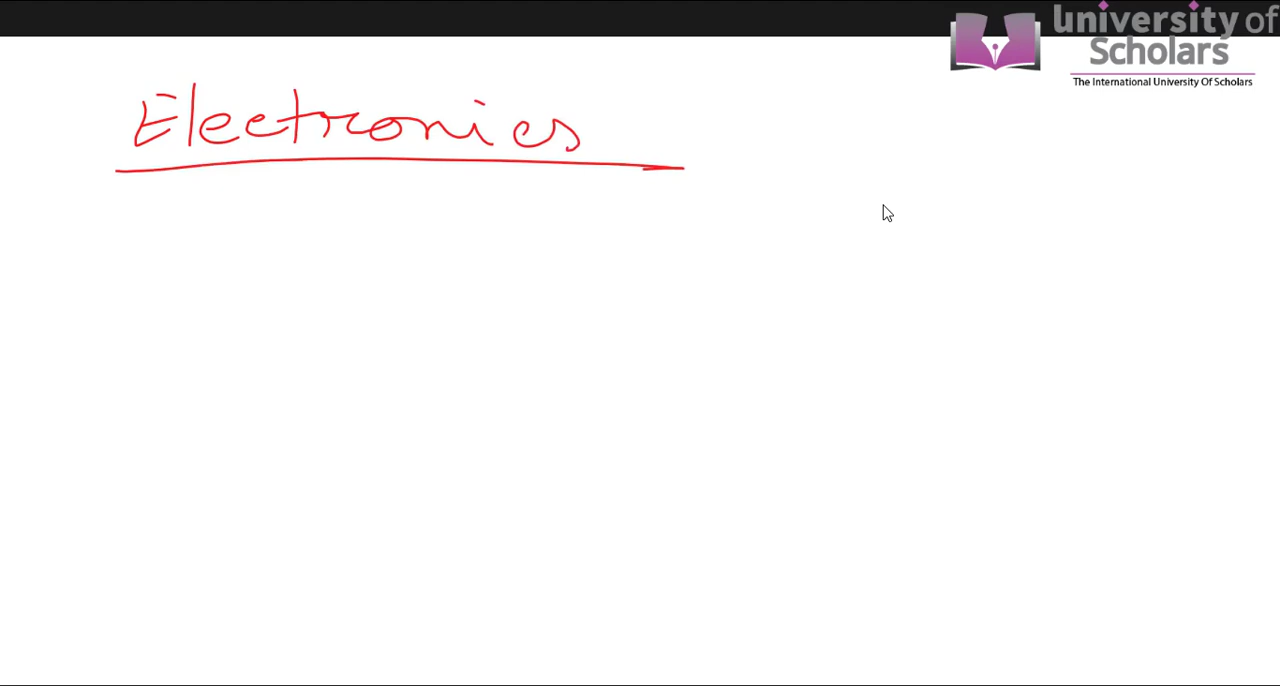 university of
Scholars
The International University Of Scholars
Electronics